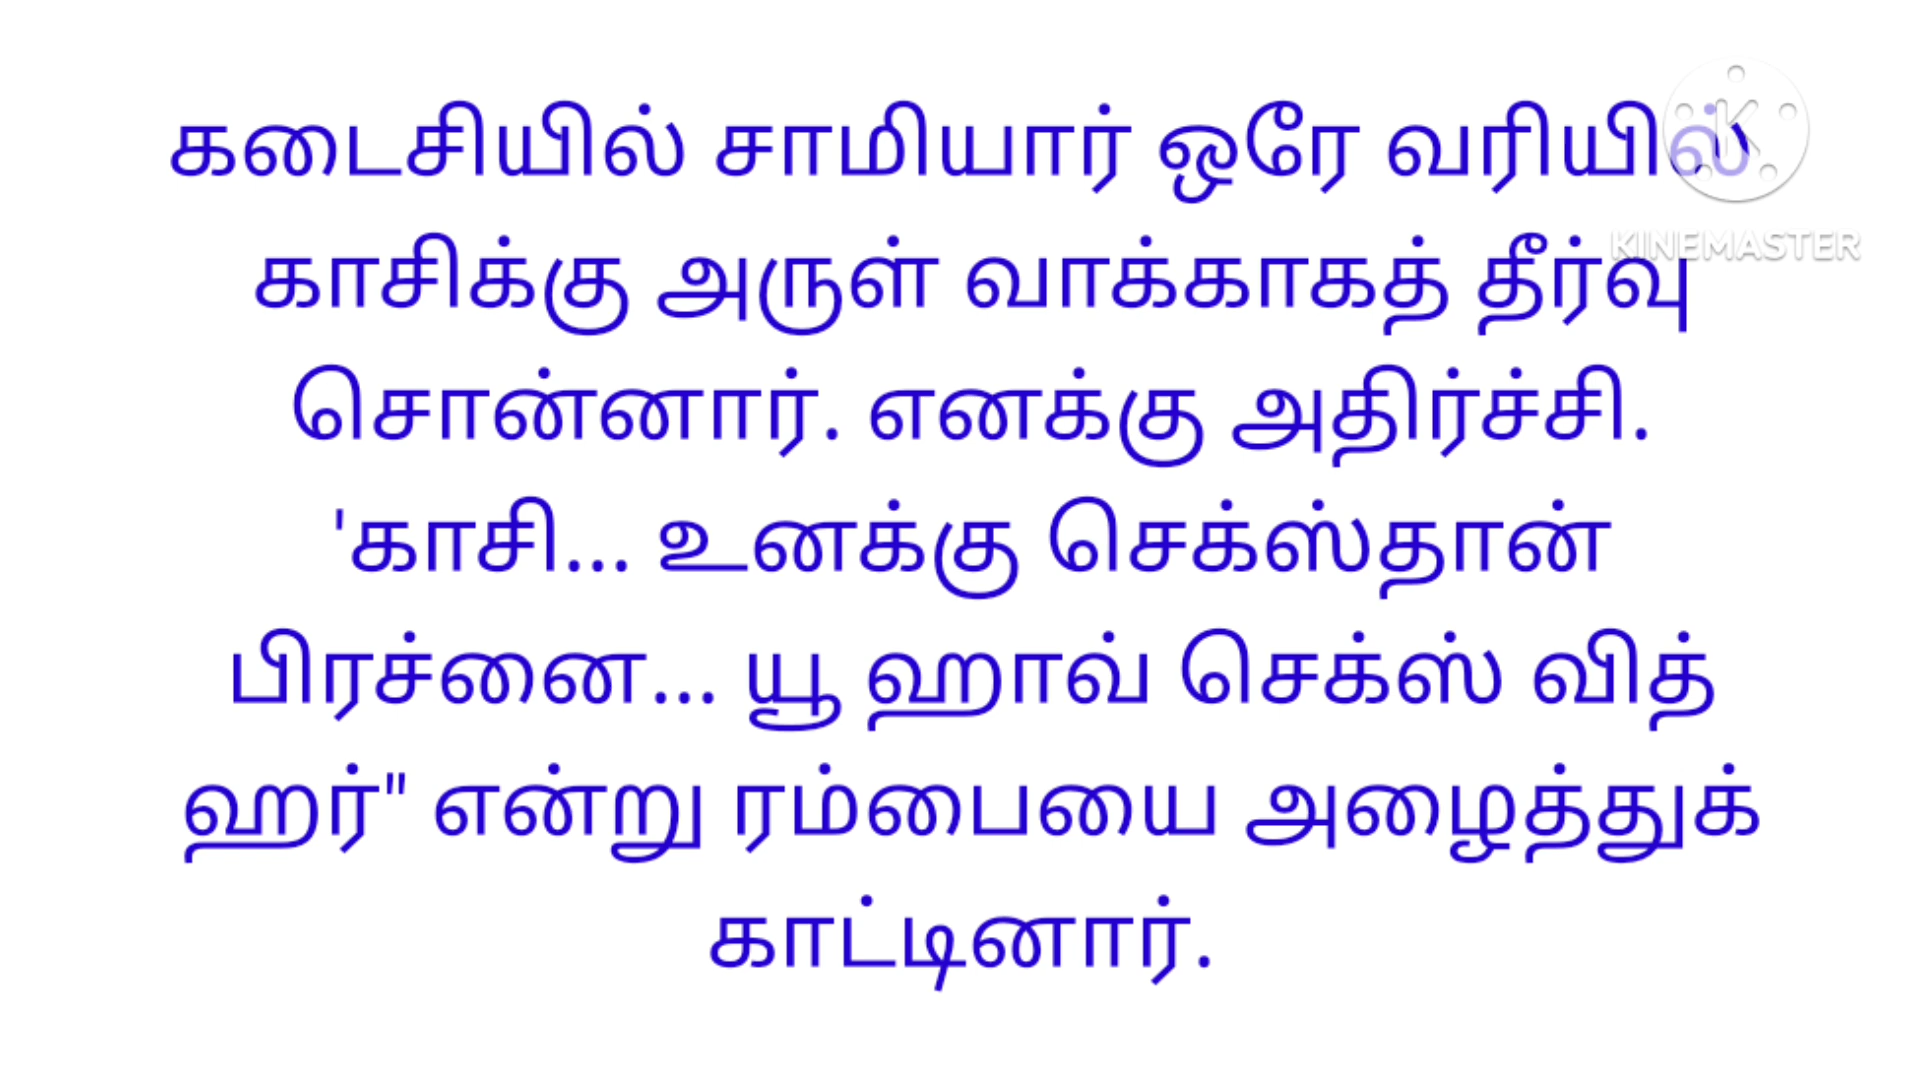 கடைசியில் சாமியார் ஒரே வரியில்
காசிக்கு அருள் வாக்காகத் தீர்வு
சொன்னார். எனக்கு அதிர்ச்சி.
'காசி... உனக்கு செக்ஸ்தான்
பிரச்னை... யூ ஹாவ் செக்ஸ் வித்
ஹர்" என்று ரம்பையை அழைத்துக்
காட்டினார்.
K
KINEMASTER